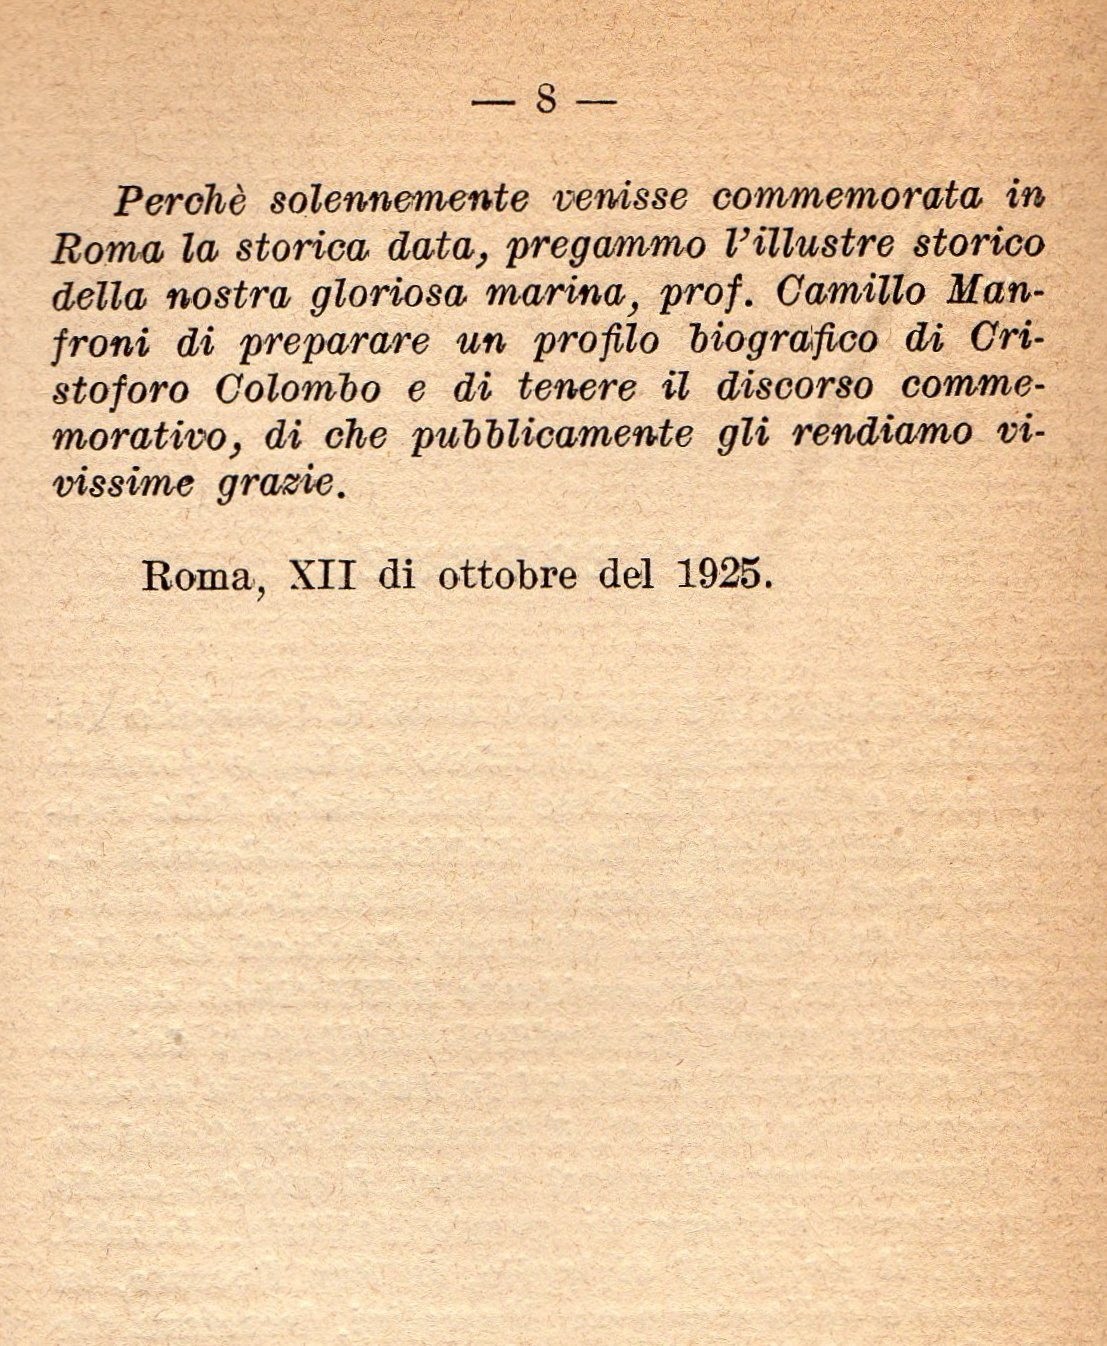 — 8 —
Perchè solennemente venisse commemorata in
Roma la storica data, pregammo l'illustre storico
della nostra gloriosa marina, prof. Camillo Man-
froni di preparare un profilo biografico di Cri-
stoforo Colombo e di tenere il discorso comme-
morativo, di che pubblicamente gli rendiamo vi-
vissime grazie.
Roma, XII di ottobre del 1925.